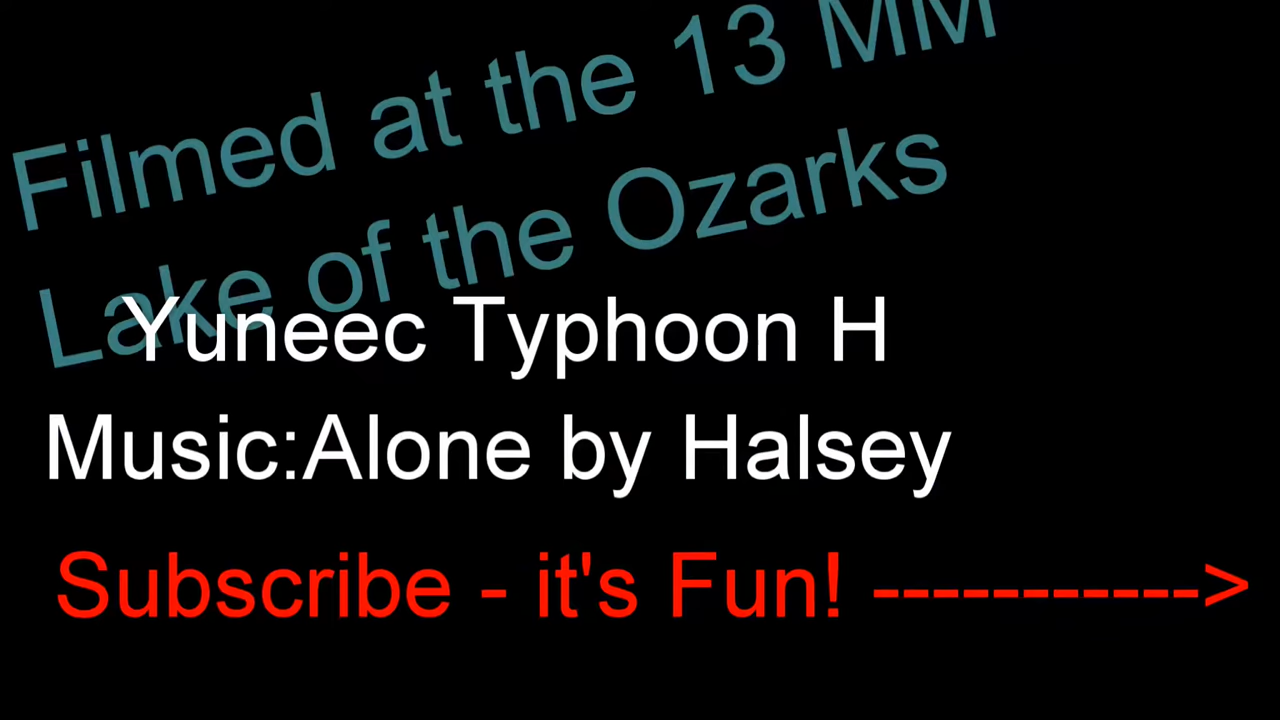 Filmed at the 13 MM
Lake of the Ozarks
Yuneec Typhoon H
Music:Alone by Halsey
Subscribe - it's Fun! ----------->